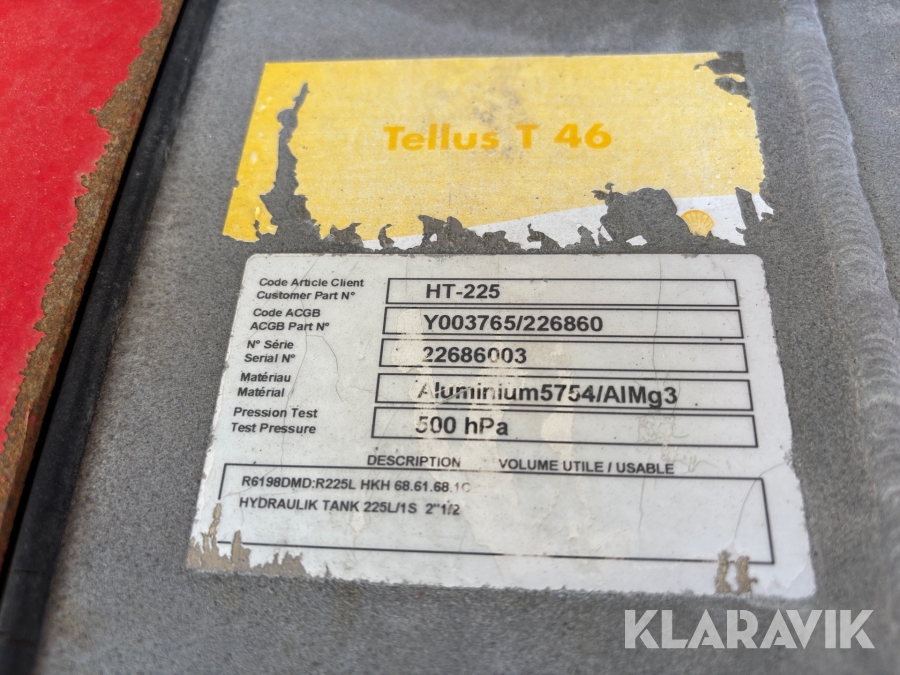 Tellus T 46
Code Article Client
Customer Part N°
HT-225
Code ACGB
ACGB Part N°
Y003765/226860
N° Série
Serial N°
22686003
Matériau
Matérial
Aluminium5754/AlMg3
Pression Test
Test Pressure
500 hPa
DESCRIPTION VOLUME UTILE / USABLE
R6198DMD:R225L HKH 68.61.68.1C
HYDRAULIK TANK 225L/1S 2"1/2
KLARAVIK